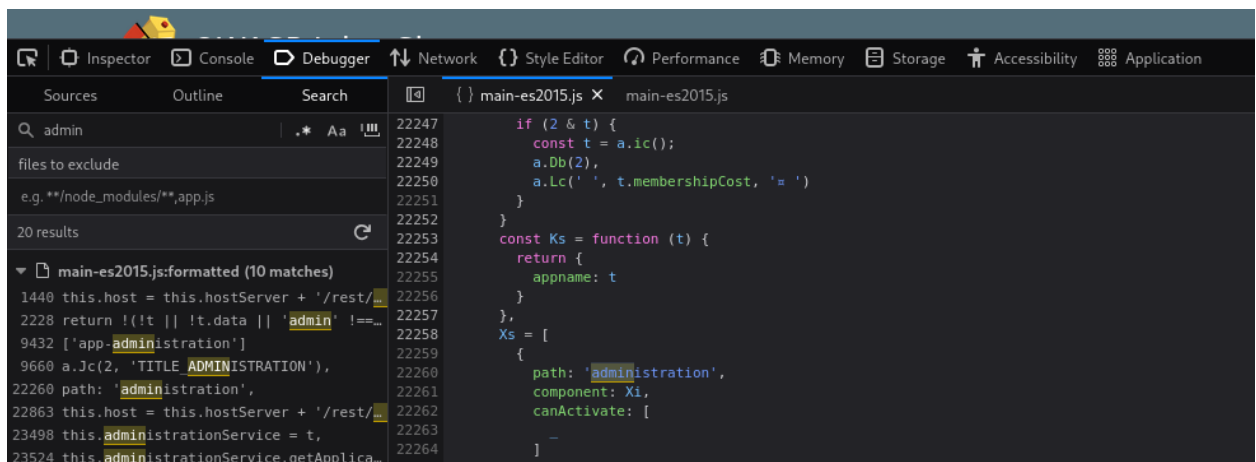 Inspector Console Debugger Network Style Editor Performance Memory Storage Accessibility Application
Sources Outline Search
{ } main-es2015.js × main-es2015.js
admin .* Aa
files to exclude
e.g. **/node_modules/**,app.js
20 results
main-es2015.js:formatted (10 matches)
1440 this.host = this.hostServer + '/rest/…
2228 return !(!t || !t.data || 'admin' !==…
9432 ['app-administration']
9660 a.Jc(2, 'TITLE_ADMINISTRATION'),
22260 path: 'administration',
22863 this.host = this.hostServer + '/rest/…
23498 this.administrationService = t,
23524 this.administrationService.getApplica…
22247 if (2 & t) {
22248 const t = a.ic();
22249 a.Db(2),
22250 a.Lc(' ', t.membershipCost, '¤ ')
22251 }
22252 }
22253 const Ks = function (t) {
22254 return {
22255 appname: t
22256 }
22257 },
22258 Xs = [
22259 {
22260 path: 'administration',
22261 component: Xi,
22262 canActivate: [
22263 _
22264 ]